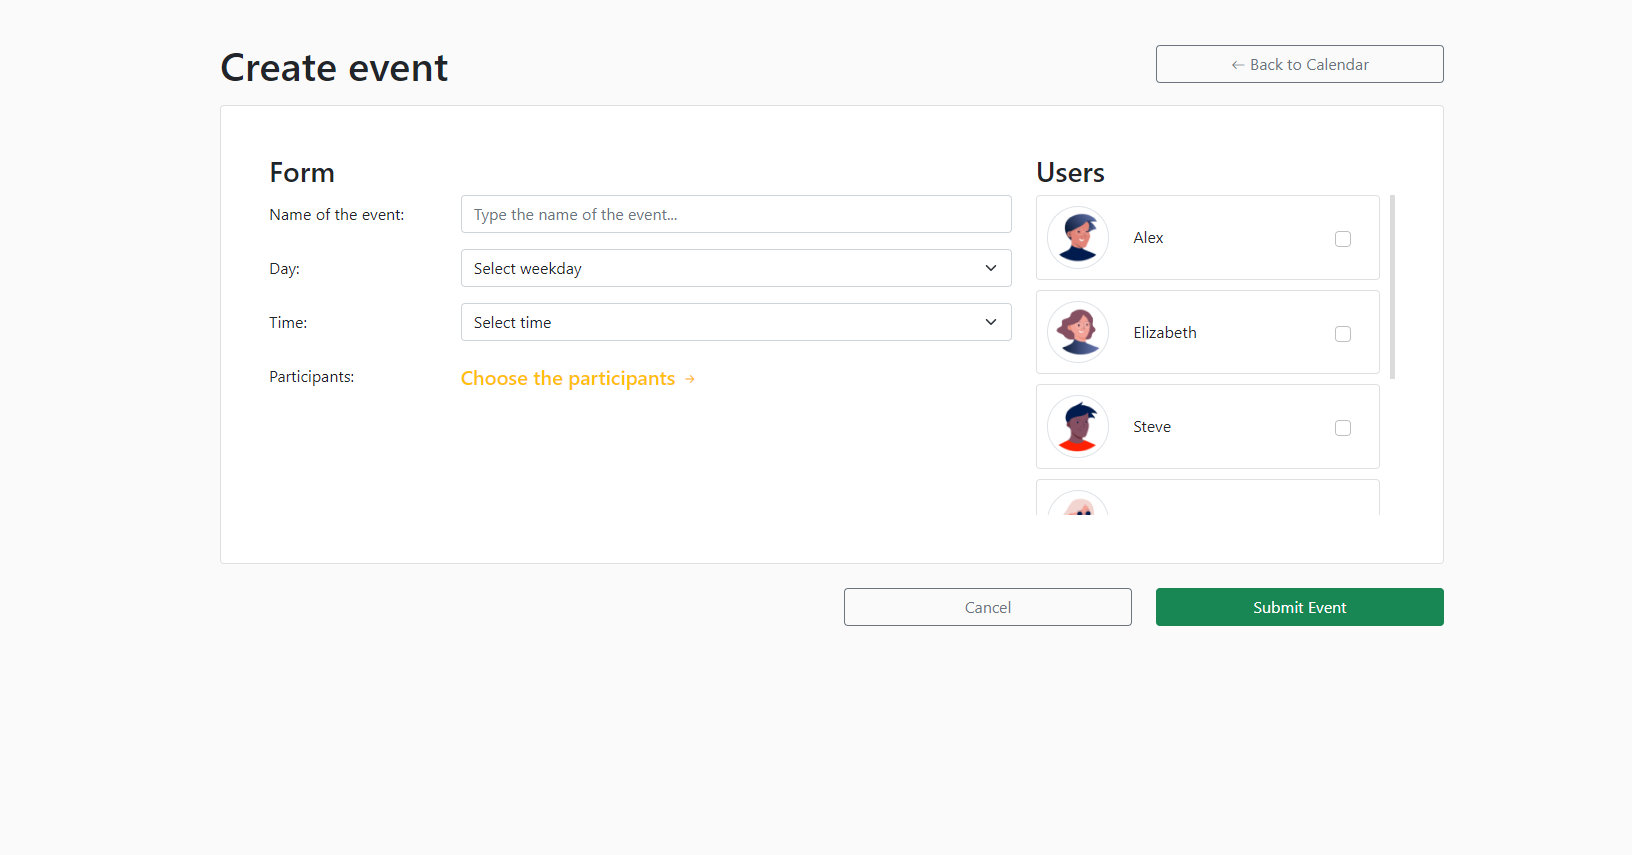 Create event
← Back to Calendar
Form
Name of the event:
Type the name of the event...
Day:
Select weekday
Time:
Select time
Participants:
Choose the participants →
Users
Alex
Elizabeth
Steve
Cancel
Submit Event